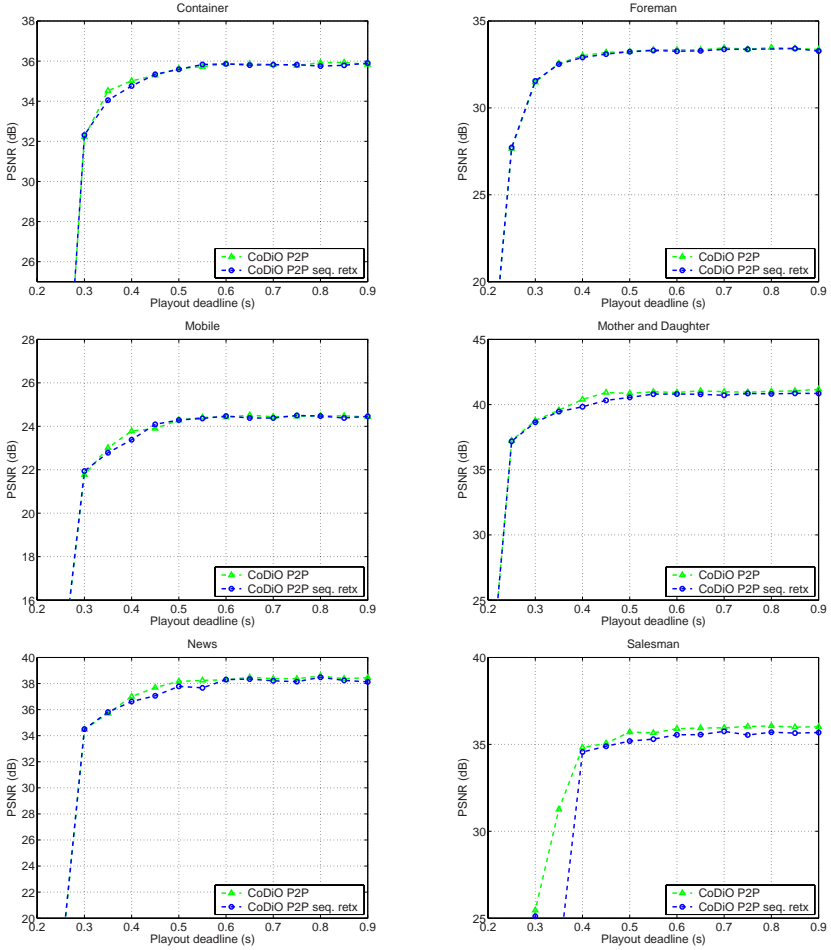 Container
38
36
34
32
30
28
26
PSNR (dB)
CoDiO P2P
CoDiO P2P seq. retx
0.2 0.3 0.4 0.5 0.6 0.7 0.8 0.9
Playout deadline (s)
Foreman
35
30
25
20
PSNR (dB)
CoDiO P2P
CoDiO P2P seq. retx
0.2 0.3 0.4 0.5 0.6 0.7 0.8 0.9
Playout deadline (s)
Mobile
28
26
24
22
20
18
16
PSNR (dB)
CoDiO P2P
CoDiO P2P seq. retx
0.2 0.3 0.4 0.5 0.6 0.7 0.8 0.9
Playout deadline (s)
Mother and Daughter
45
40
35
30
25
PSNR (dB)
CoDiO P2P
CoDiO P2P seq. retx
0.2 0.3 0.4 0.5 0.6 0.7 0.8 0.9
Playout deadline (s)
News
40
38
36
34
32
30
28
26
24
22
20
PSNR (dB)
CoDiO P2P
CoDiO P2P seq. retx
0.2 0.3 0.4 0.5 0.6 0.7 0.8 0.9
Playout deadline (s)
Salesman
40
35
30
25
PSNR (dB)
CoDiO P2P
CoDiO P2P seq. retx
0.2 0.3 0.4 0.5 0.6 0.7 0.8 0.9
Playout deadline (s)